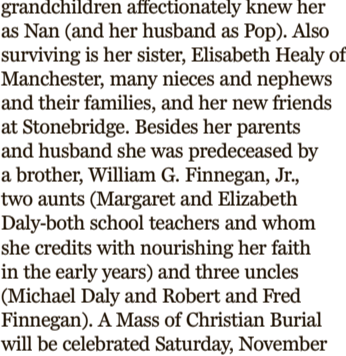 grandchildren affectionately knew her
as Nan (and her husband as Pop). Also
surviving is her sister, Elisabeth Healy of
Manchester, many nieces and nephews
and their families, and her new friends
at Stonebridge. Besides her parents
and husband she was predeceased by
a brother, William G. Finnegan, Jr.,
two aunts (Margaret and Elizabeth
Daly-both school teachers and whom
she credits with nourishing her faith
in the early years) and three uncles
(Michael Daly and Robert and Fred
Finnegan). A Mass of Christian Burial
will be celebrated Saturday, November